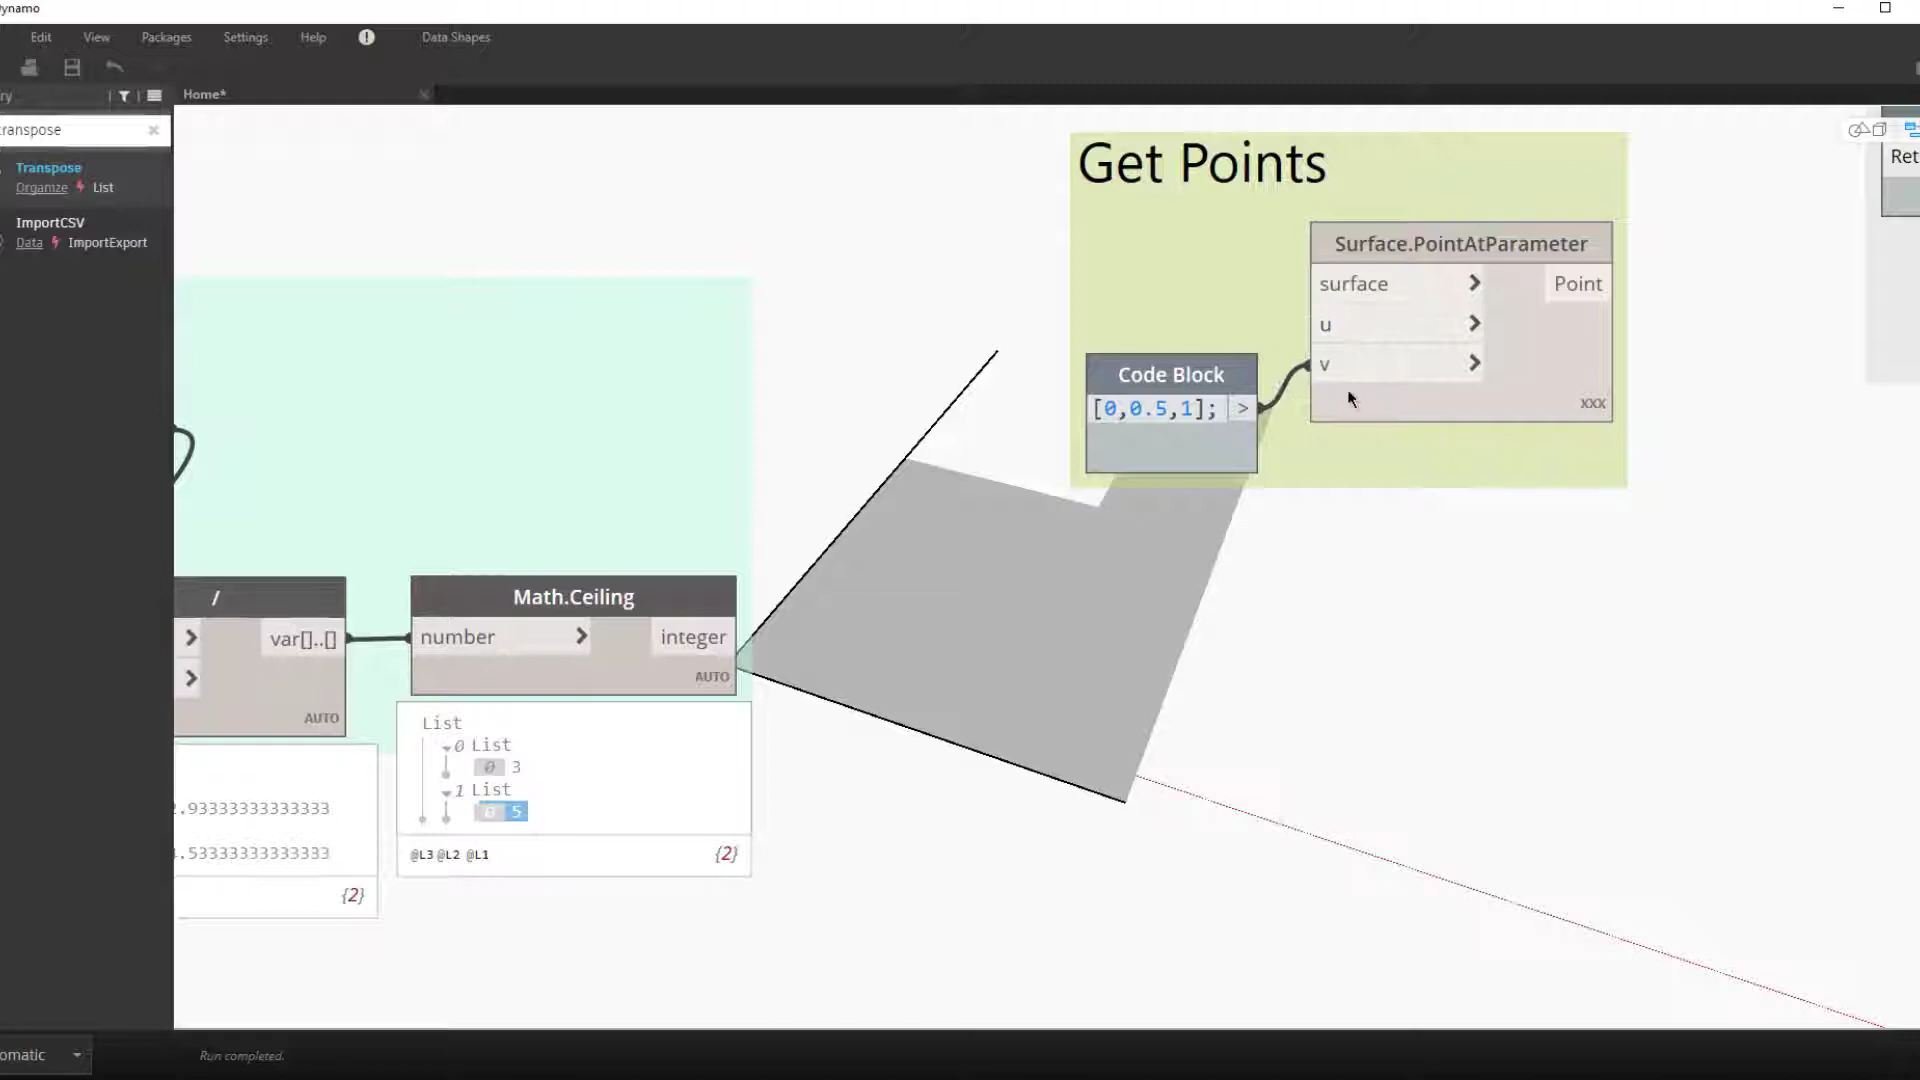 ynamo
Edit View Packages Settings Help ! Data Shapes
ry
Home*
ranspose
Transpose
Organize List
ImportCSV
Data ImportExport
Get Points
Surface.PointAtParameter
surface > Point
u >
v >
xxx
Code Block
[0,0.5,1]; >
Ret
/
> var[]..[]
>
AUTO
Math.Ceiling
number > integer
AUTO
List
0 List
0 3
1 List
0 5
@L3 @L2 @L1 {2}
.93333333333333
.53333333333333
{2}
omatic
Run completed.